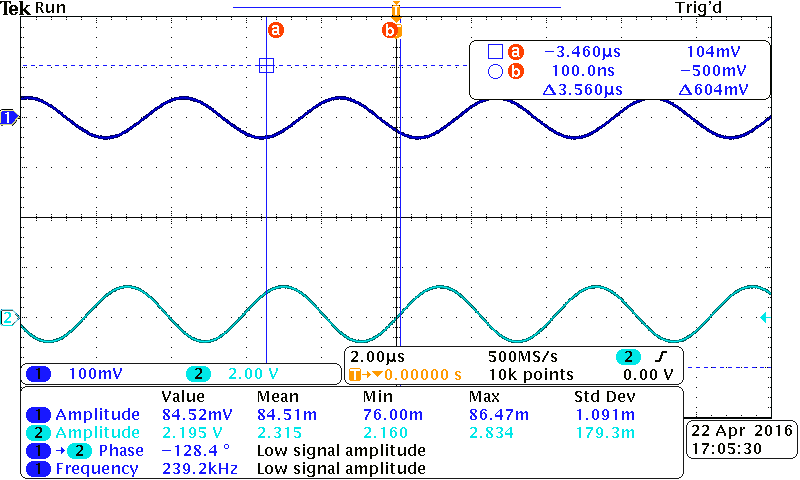 Tek Run Trig'd
T
a b
a −3.460µs 104mV
b 100.0ns −500mV
Δ3.560µs Δ604mV
1
2
1 100mV 2 2.00 V
2.00µs 500MS/s 2
T→▼0.00000 s 10k points 0.00 V
Value Mean Min Max Std Dev
1 Amplitude 84.52mV 84.51m 76.00m 86.47m 1.091m
2 Amplitude 2.195 V 2.315 2.160 2.834 179.3m
1 → 2 Phase −128.4 ° Low signal amplitude
1 Frequency 239.2kHz Low signal amplitude
22 Apr 2016
17:05:30